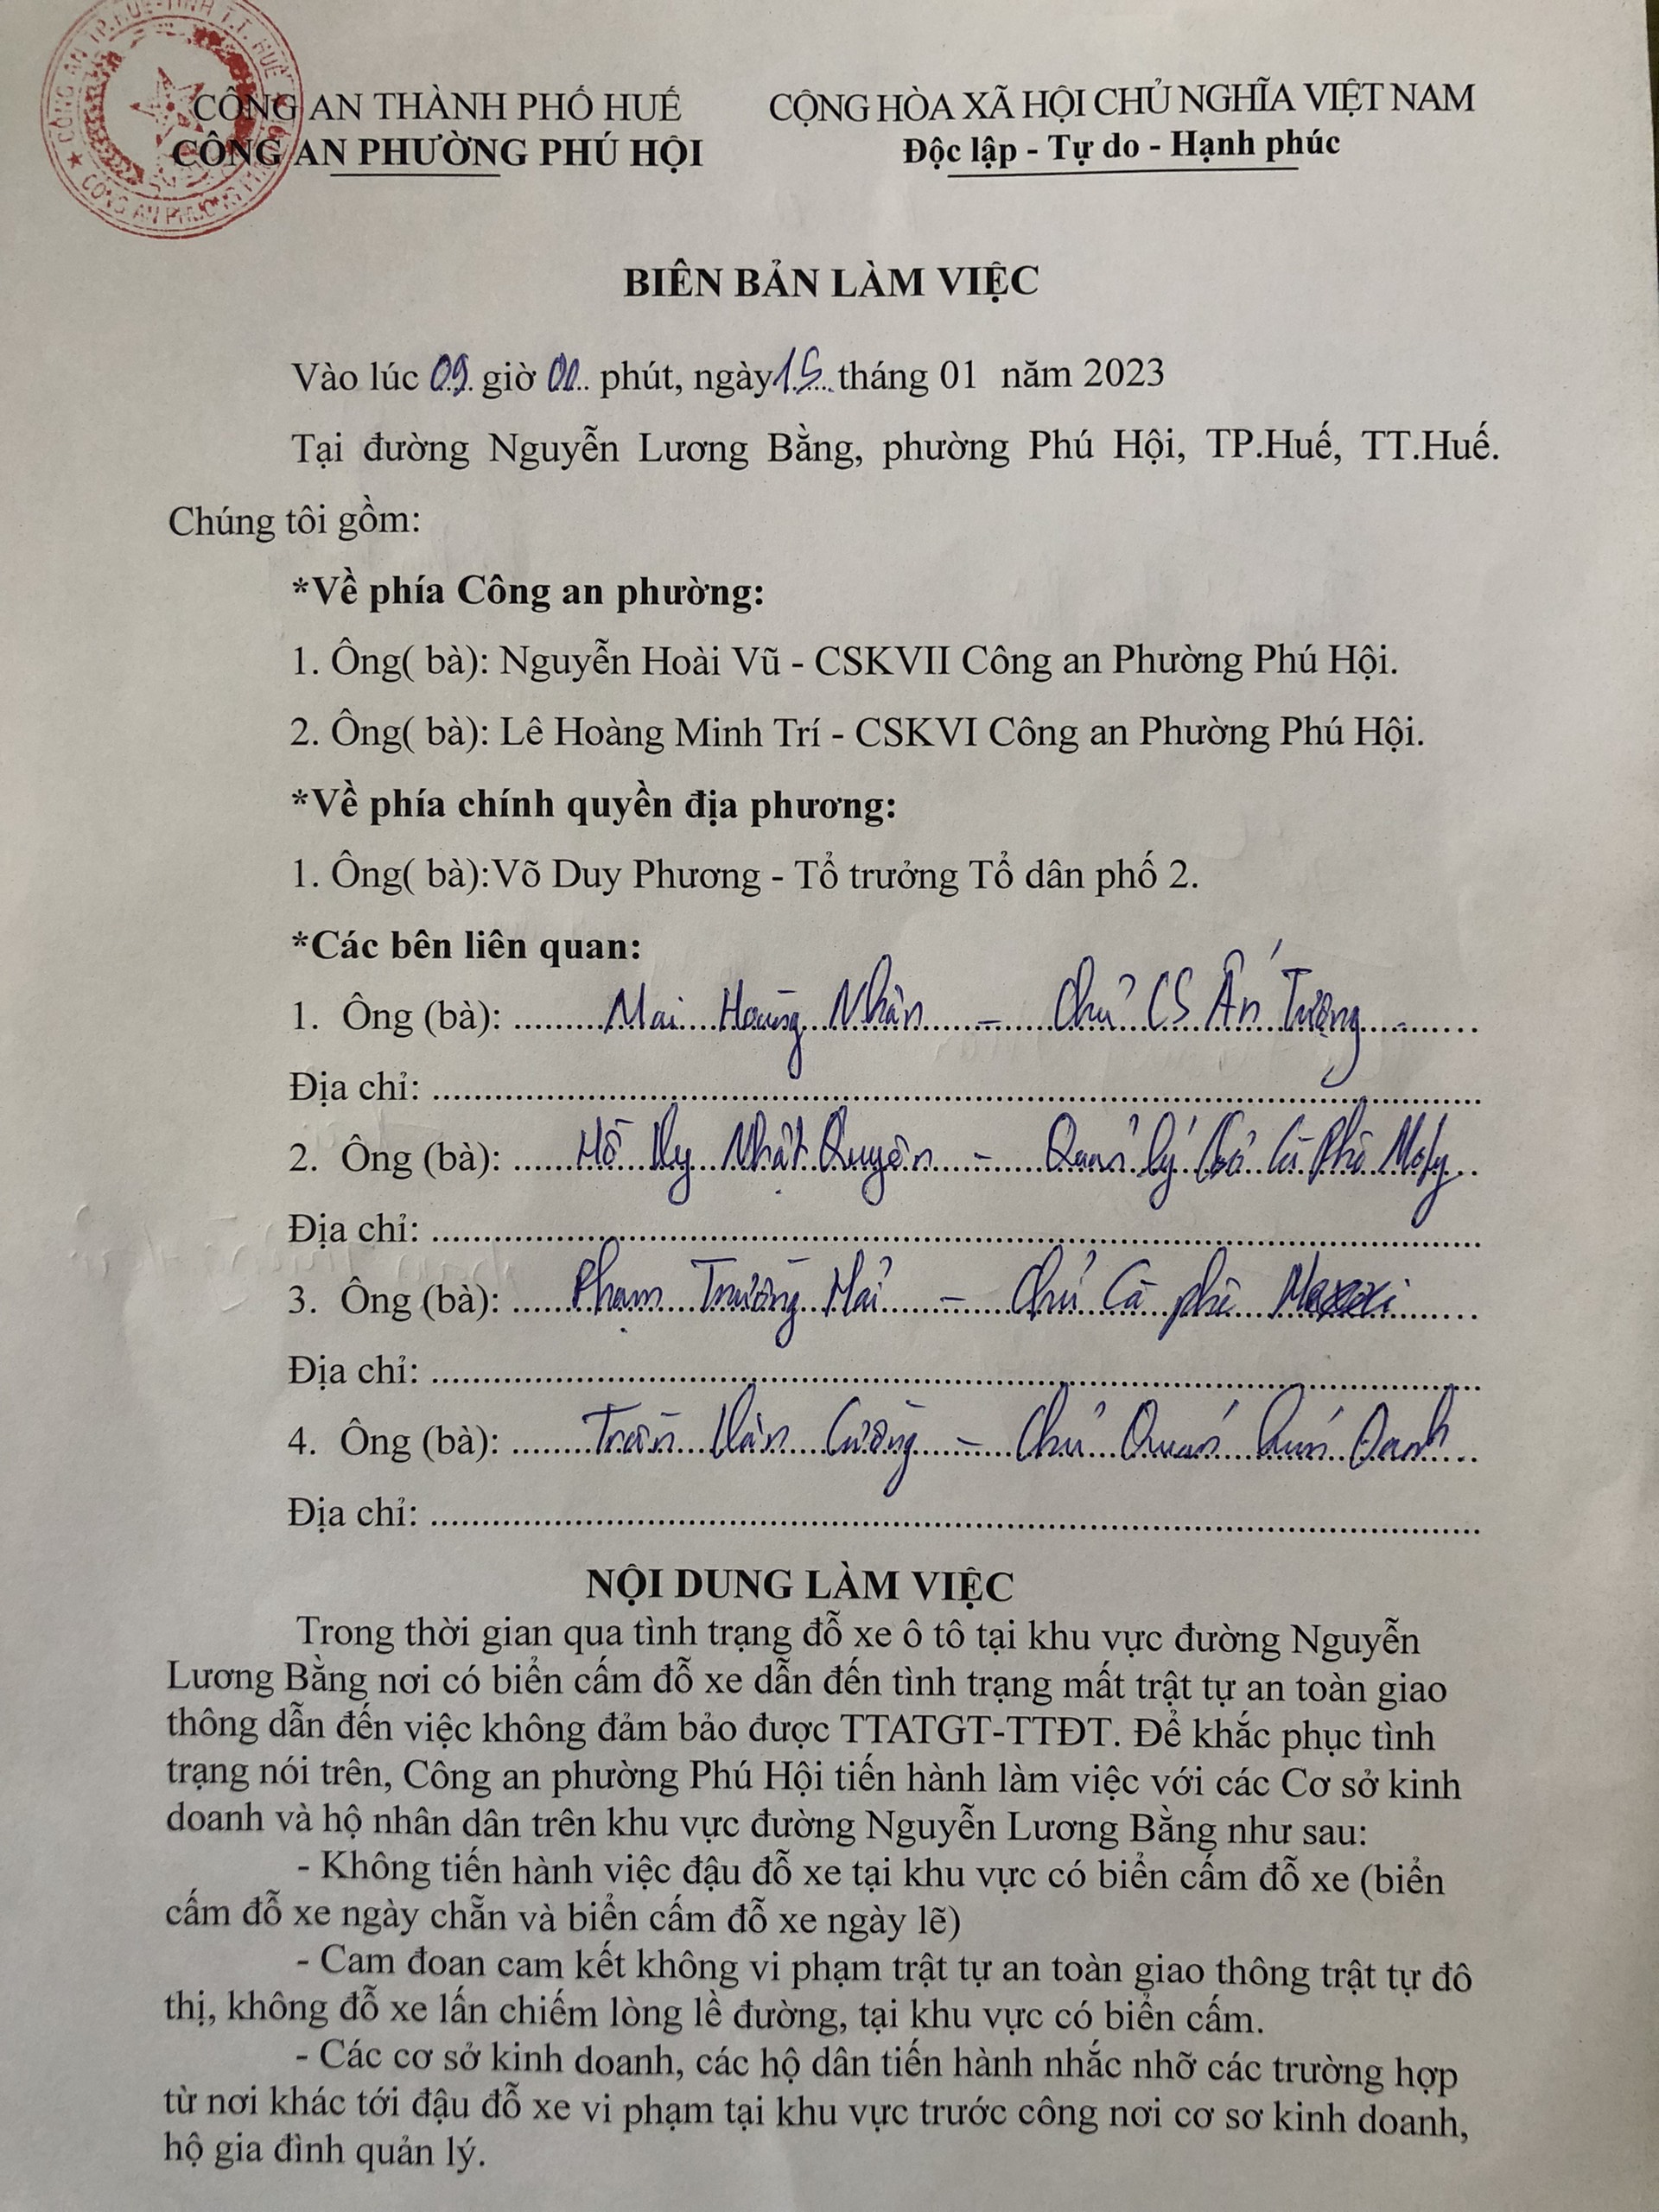 CÔNG AN THÀNH PHỐ HUẾ
CÔNG AN PHƯỜNG PHÚ HỘI
CỘNG HÒA XÃ HỘI CHỦ NGHĨA VIỆT NAM
Độc lập - Tự do - Hạnh phúc
BIÊN BẢN LÀM VIỆC
Vào lúc 09 giờ 00 phút, ngày 15 tháng 01 năm 2023
Tại đường Nguyễn Lương Bằng, phường Phú Hội, TP.Huế, TT.Huế.
Chúng tôi gồm:
*Về phía Công an phường:
1. Ông( bà): Nguyễn Hoài Vũ - CSKVII Công an Phường Phú Hội.
2. Ông( bà): Lê Hoàng Minh Trí - CSKVI Công an Phường Phú Hội.
*Về phía chính quyền địa phương:
1. Ông( bà):Võ Duy Phương - Tổ trưởng Tổ dân phố 2.
*Các bên liên quan:
1. Ông (bà): Mai Hoàng Nhân - Chủ CS Ấn Tượng
Địa chỉ:
2. Ông (bà): Hồ Nhật Quyên - Quản lý Cà Phê
Địa chỉ:
3. Ông (bà): Phạm Trường Hải - Chủ Cà phê
Địa chỉ:
4. Ông (bà): Trần Văn Cường - Chủ Quán Oanh
Địa chỉ:
NỘI DUNG LÀM VIỆC
Trong thời gian qua tình trạng đỗ xe ô tô tại khu vực đường Nguyễn
Lương Bằng nơi có biển cấm đỗ xe dẫn đến tình trạng mất trật tự an toàn giao
thông dẫn đến việc không đảm bảo được TTATGT-TTĐT. Để khắc phục tình
trạng nói trên, Công an phường Phú Hội tiến hành làm việc với các Cơ sở kinh
doanh và hộ nhân dân trên khu vực đường Nguyễn Lương Bằng như sau:
- Không tiến hành việc đậu đỗ xe tại khu vực có biển cấm đỗ xe (biển
cấm đỗ xe ngày chẵn và biển cấm đỗ xe ngày lẽ)
- Cam đoan cam kết không vi phạm trật tự an toàn giao thông trật tự đô
thị, không đỗ xe lấn chiếm lòng lề đường, tại khu vực có biển cấm.
- Các cơ sở kinh doanh, các hộ dân tiến hành nhắc nhỡ các trường hợp
từ nơi khác tới đậu đỗ xe vi phạm tại khu vực trước công nơi cơ sơ kinh doanh,
hộ gia đình quản lý.